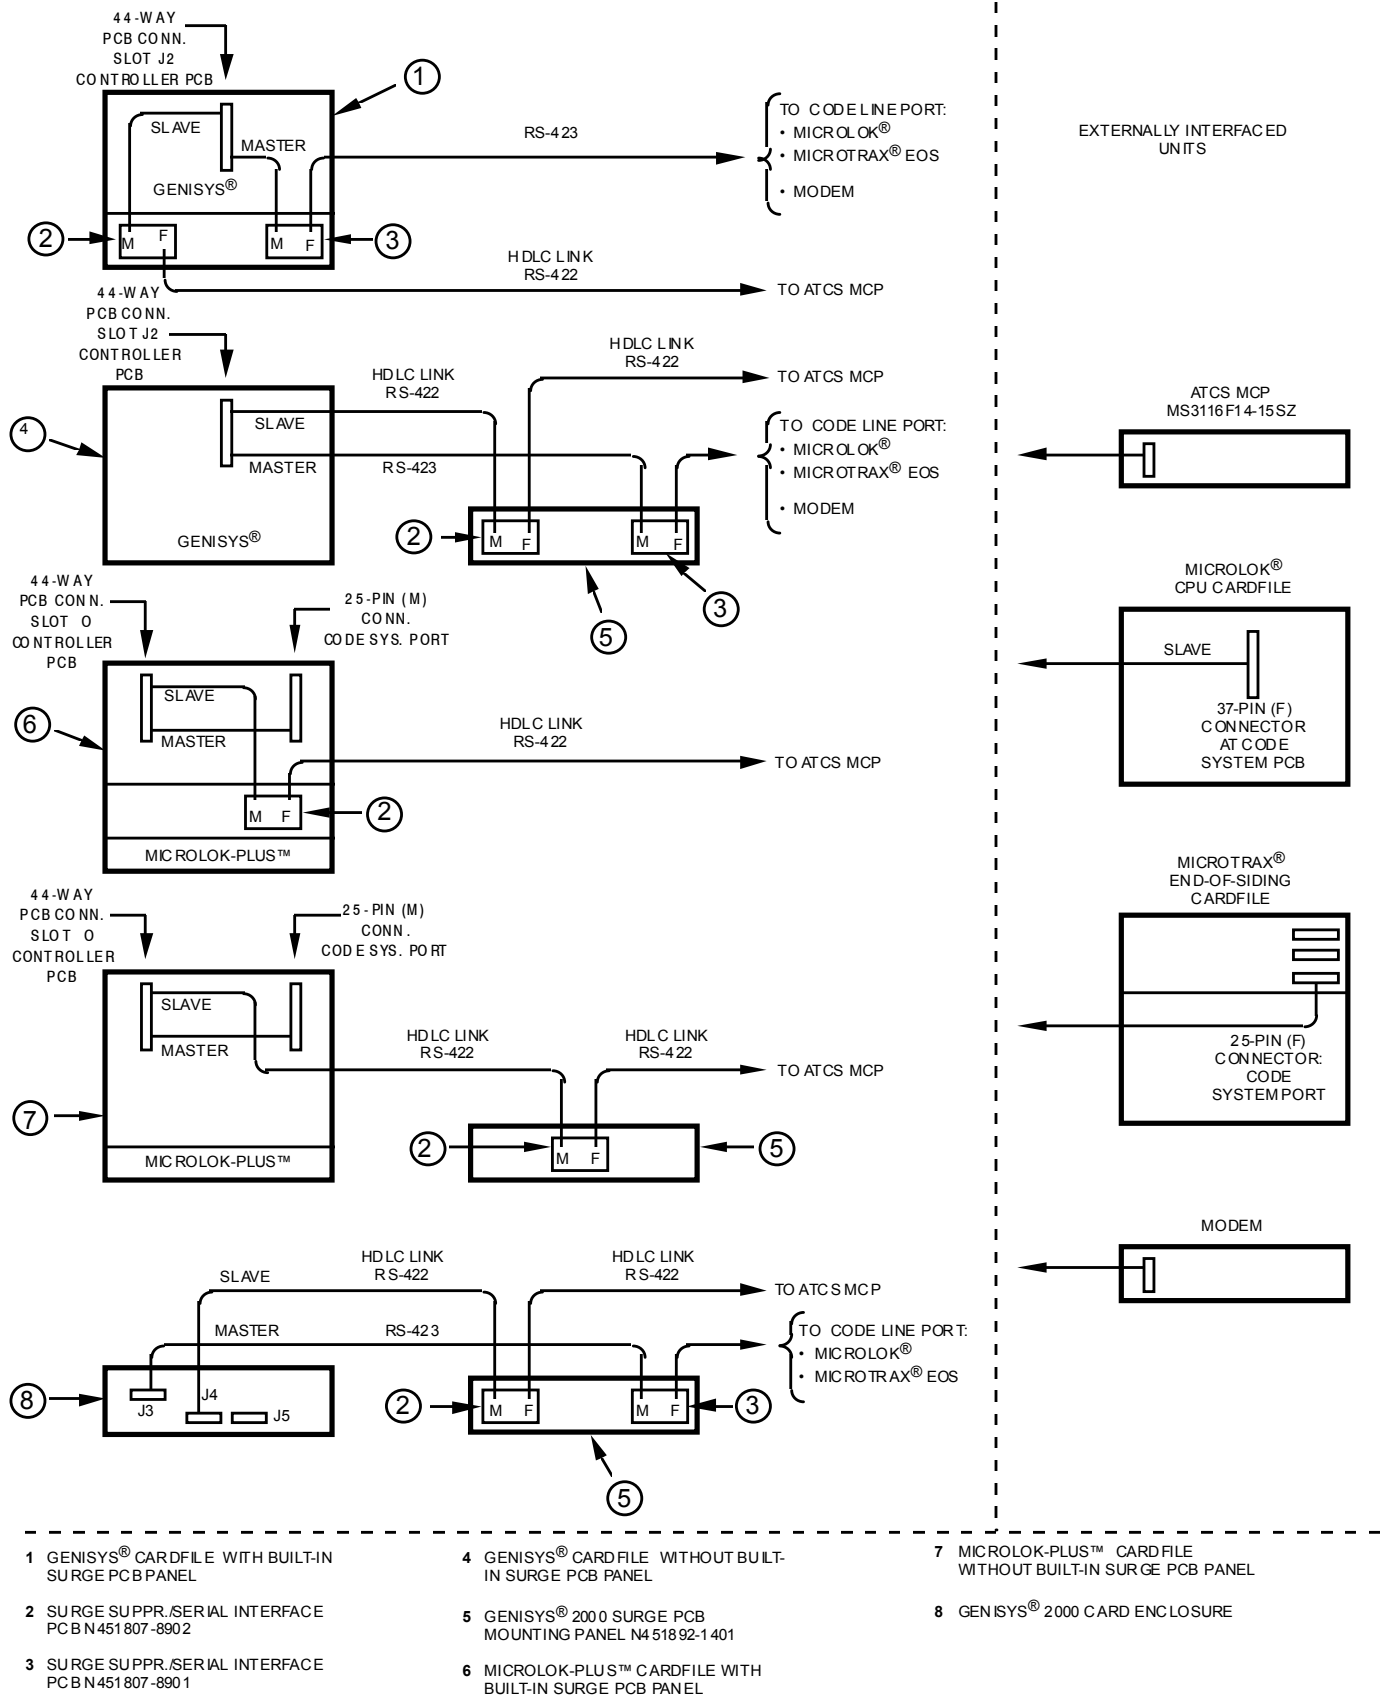 44-WAY
PCB CONN.
SLOT J2
CONTROLLER PCB
1
SLAVE
MASTER
GENISYS®
RS-423
TO CODE LINE PORT:
• MICROLOK®
• MICROTRAX® EOS
• MODEM
2
M F
M F
3
HDLC LINK
RS-422
TO ATCS MCP
44-WAY
PCB CONN.
SLOT J2
CONTROLLER
PCB
4
SLAVE
MASTER
GENISYS®
HDLC LINK
RS-422
RS-423
HDLC LINK
RS-422
TO ATCS MCP
TO CODE LINE PORT:
• MICROLOK®
• MICROTRAX® EOS
• MODEM
2
M F
M F
3
5
44-WAY
PCB CONN.
SLOT O
CONTROLLER
PCB
25-PIN (M)
CONN.
CODE SYS. PORT
6
SLAVE
MASTER
M F
2
MICROLOK-PLUS™
HDLC LINK
RS-422
TO ATCS MCP
44-WAY
PCB CONN.
SLOT O
CONTROLLER
PCB
25-PIN (M)
CONN.
CODE SYS. PORT
7
SLAVE
MASTER
MICROLOK-PLUS™
HDLC LINK
RS-422
HDLC LINK
RS-422
TO ATCS MCP
2
M F
5
SLAVE
HDLC LINK
RS-422
HDLC LINK
RS-422
TO ATCS MCP
MASTER
RS-423
TO CODE LINE PORT:
• MICROLOK®
• MICROTRAX® EOS
8
J3
J4
J5
2
M F
M F
3
5
EXTERNALLY INTERFACED
UNITS
ATCS MCP
MS3116F14-15SZ
MICROLOK®
CPU CARDFILE
SLAVE
37-PIN (F)
CONNECTOR
AT CODE
SYSTEM PCB
MICROTRAX®
END-OF-SIDING
CARDFILE
25-PIN (F)
CONNECTOR:
CODE
SYSTEM PORT
MODEM
1 GENISYS® CARDFILE WITH BUILT-IN
SURGE PCB PANEL
2 SURGE SUPPR./SERIAL INTERFACE
PCB N451807-8902
3 SURGE SUPPR./SERIAL INTERFACE
PCB N451807-8901
4 GENISYS® CARDFILE WITHOUT BUILT-
IN SURGE PCB PANEL
5 GENISYS® 2000 SURGE PCB
MOUNTING PANEL N451892-1401
6 MICROLOK-PLUS™ CARDFILE WITH
BUILT-IN SURGE PCB PANEL
7 MICROLOK-PLUS™ CARDFILE
WITHOUT BUILT-IN SURGE PCB PANEL
8 GENISYS® 2000 CARD ENCLOSURE